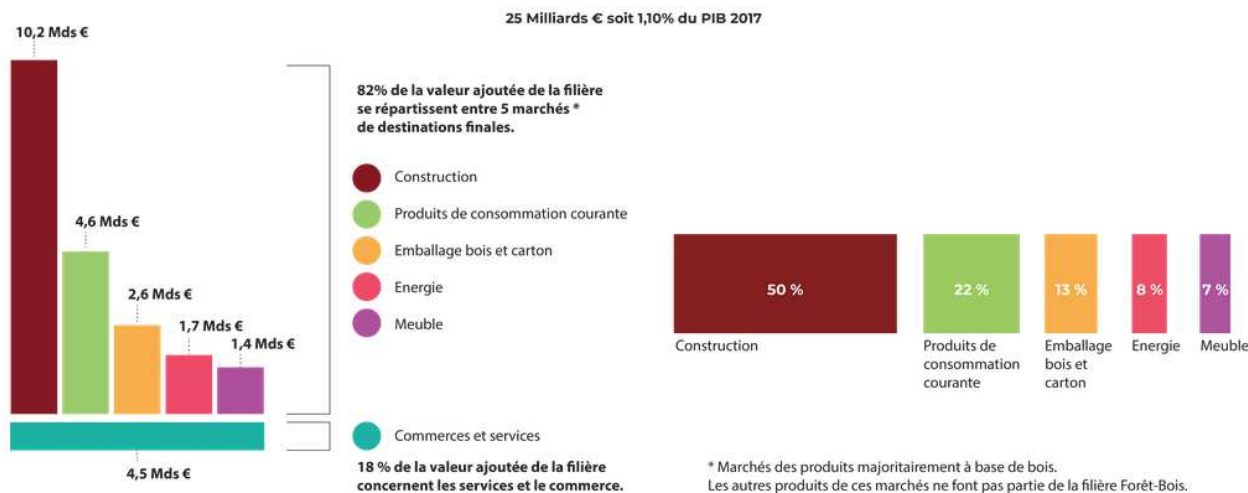 25 Milliards € soit 1,10% du PIB 2017
10,2 Mds €
4,6 Mds €
2,6 Mds €
1,7 Mds €
1,4 Mds €
4,5 Mds €
82% de la valeur ajoutée de la filière
se répartissent entre 5 marchés *
de destinations finales.
Construction
Produits de consommation courante
Emballage bois et carton
Energie
Meuble
Commerces et services
18 % de la valeur ajoutée de la filière
concernent les services et le commerce.
50 %
22 %
13 %
8 %
7 %
Construction
Produits de
consommation
courante
Emballage
bois et
carton
Energie
Meuble
* Marchés des produits majoritairement à base de bois.
Les autres produits de ces marchés ne font pas partie de la filière Forêt-Bois.